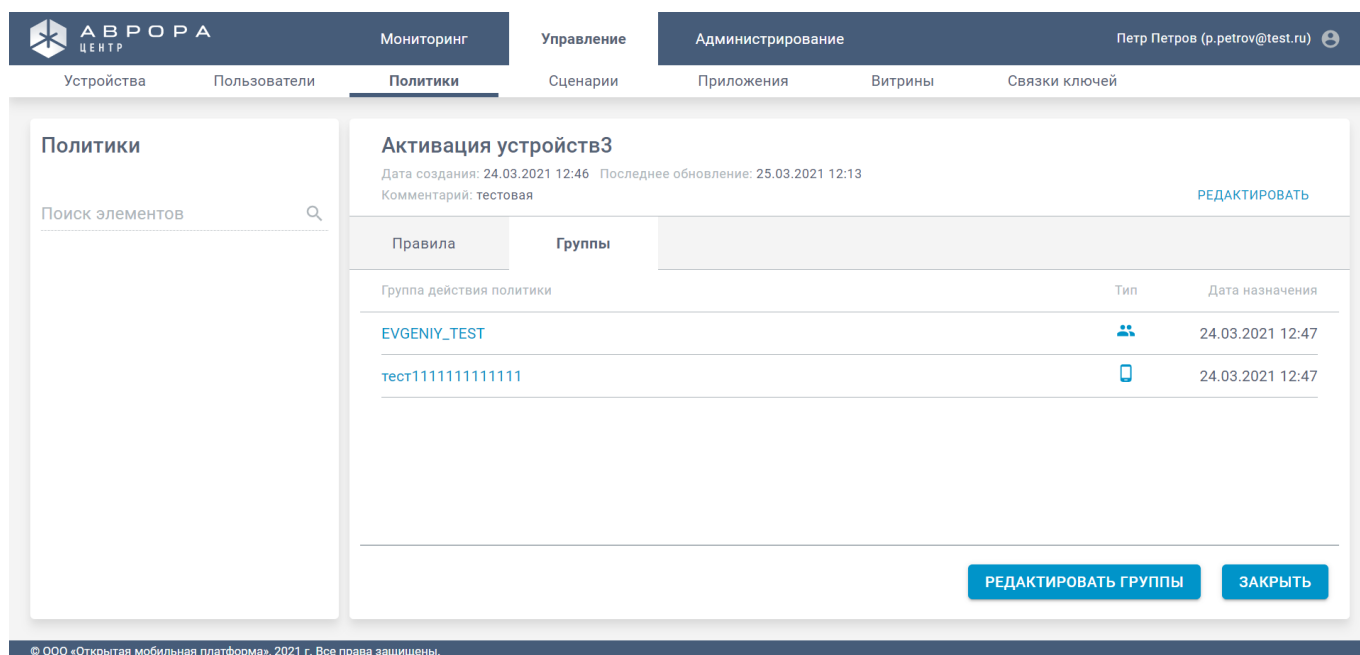 АВРОРА
ЦЕНТР
Мониторинг Управление Администрирование Петр Петров (p.petrov@test.ru)
Устройства Пользователи Политики Сценарии Приложения Витрины Связки ключей
Политики
Поиск элементов
Активация устройств3
Дата создания: 24.03.2021 12:46 Последнее обновление: 25.03.2021 12:13
Комментарий: тестовая РЕДАКТИРОВАТЬ
Правила Группы
Группа действия политики Тип Дата назначения
EVGENIY_TEST 24.03.2021 12:47
тест1111111111111 24.03.2021 12:47
РЕДАКТИРОВАТЬ ГРУППЫ ЗАКРЫТЬ
© ООО «Открытая мобильная платформа», 2021 г. Все права защищены.